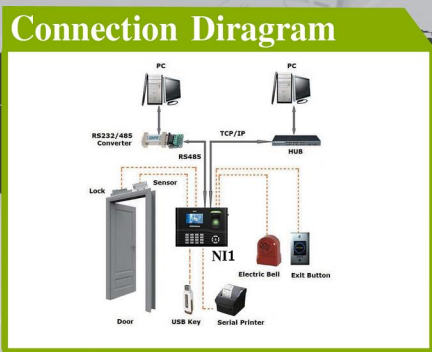 Connection Diragram
PC
PC
RS232/485
Converter
TCP/IP
HUB
RS485
Sensor
Lock
NI1
Electric Bell
Exit Button
Door
USB Key
Serial Printer